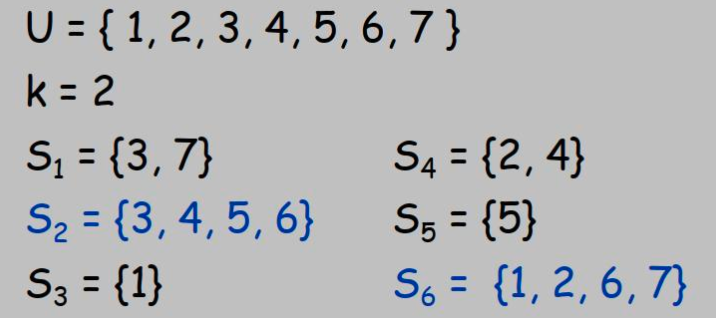 U = { 1, 2, 3, 4, 5, 6, 7 }
k = 2
S₁ = {3, 7} S₄ = {2, 4}
S₂ = {3, 4, 5, 6} S₅ = {5}
S₃ = {1} S₆ = {1, 2, 6, 7}